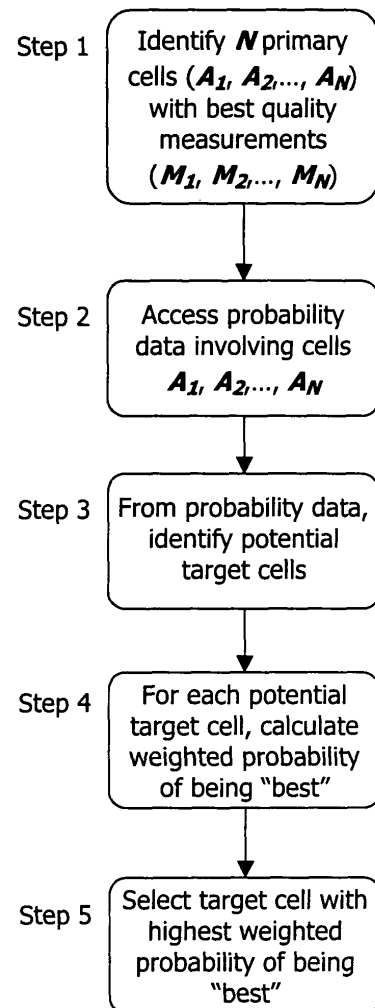 Step 1
Identify N primary
cells (A1, A2,..., AN)
with best quality
measurements
(M1, M2,..., MN)
Step 2
Access probability
data involving cells
A1, A2,..., AN
Step 3
From probability data,
identify potential
target cells
Step 4
For each potential
target cell, calculate
weighted probability
of being “best”
Step 5
Select target cell with
highest weighted
probability of being
“best”